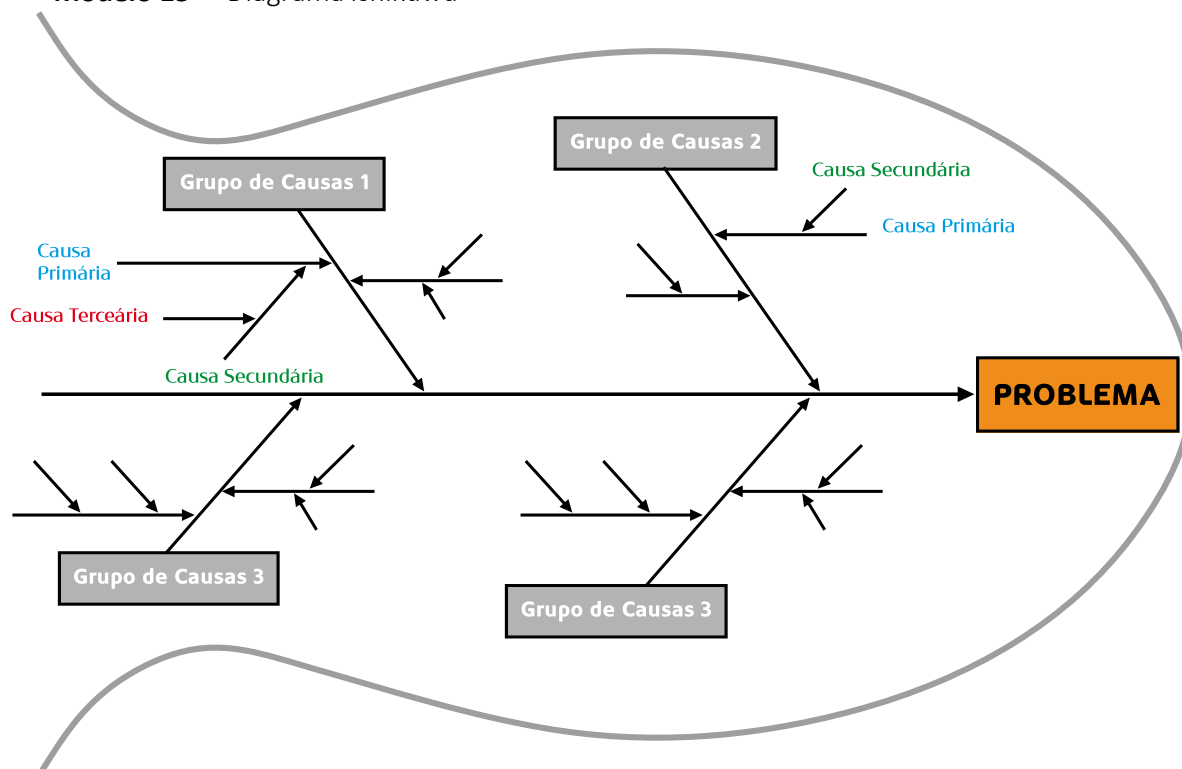 Grupo de Causas 2
Grupo de Causas 1
Causa Secundária
Causa Primária
Causa
Primária
Causa Terceária
Causa Secundária
PROBLEMA
Grupo de Causas 3
Grupo de Causas 3